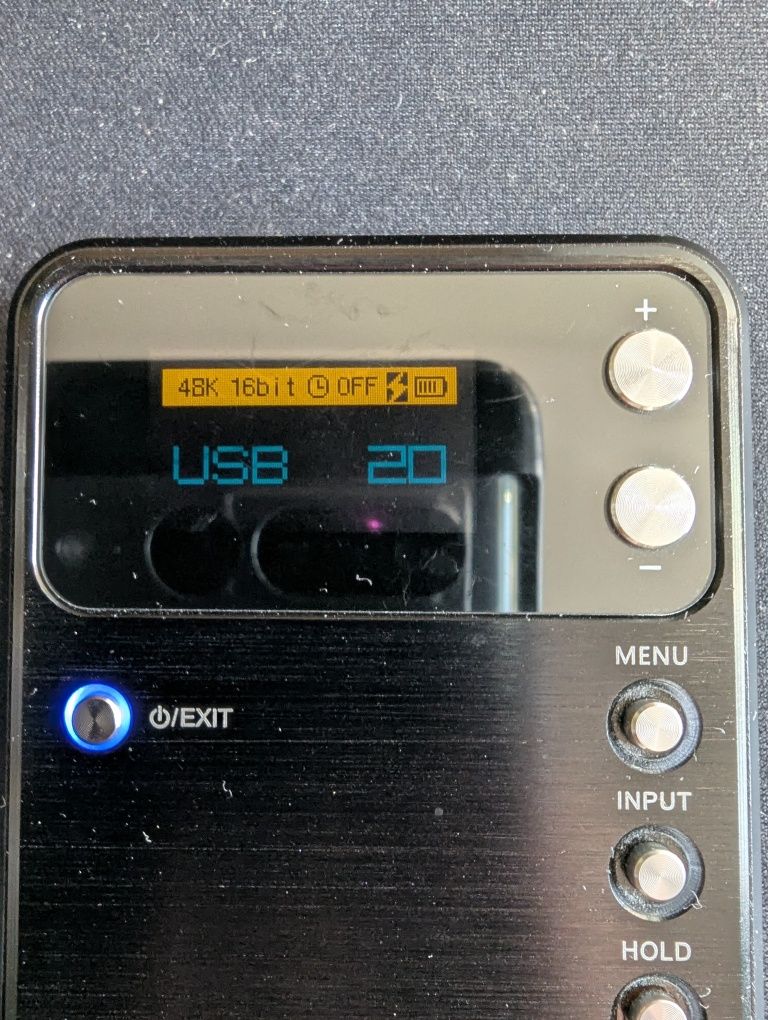 +
48K 16bit OFF
USB 20
−
MENU
⏻/EXIT
INPUT
HOLD